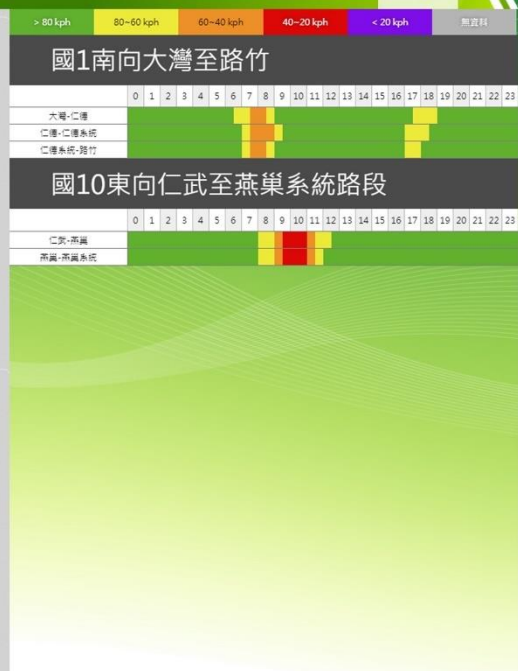 > 80 kph 80~60 kph 60~40 kph 40~20 kph < 20 kph 無資料
國1南向大灣至路竹
0 1 2 3 4 5 6 7 8 9 10 11 12 13 14 15 16 17 18 19 20 21 22 23
大灣-仁德
仁德-仁德系統
仁德系統-路竹
國10東向仁武至燕巢系統路段
0 1 2 3 4 5 6 7 8 9 10 11 12 13 14 15 16 17 18 19 20 21 22 23
仁武-燕巢
燕巢-燕巢系統